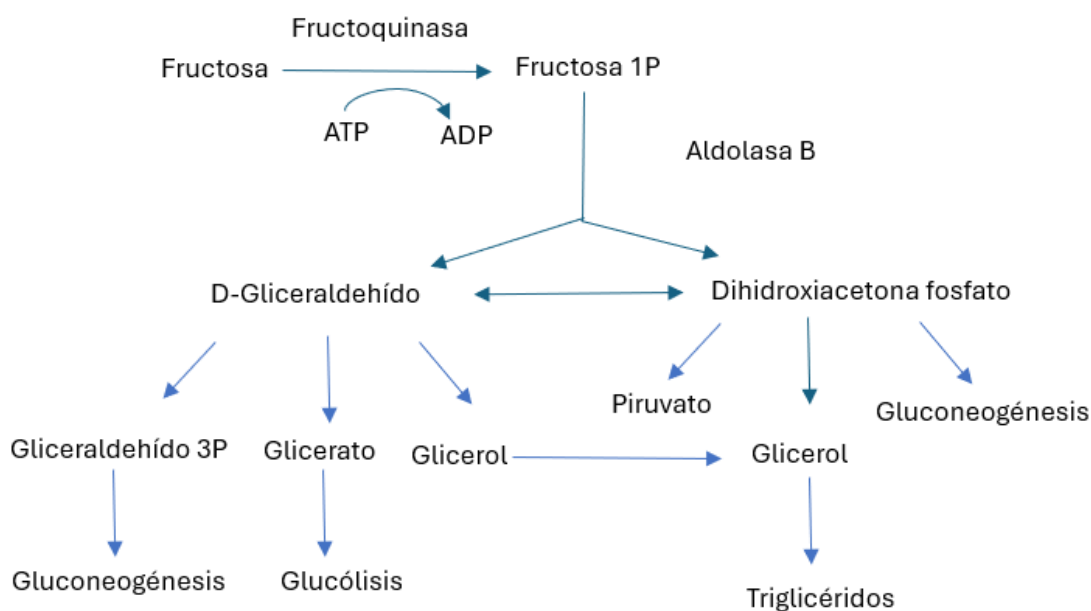 Fructoquinasa
Fructosa
Fructosa 1P
ATP
ADP
Aldolasa B
D-Gliceraldehído
Dihidroxiacetona fosfato
Piruvato
Gluconeogénesis
Gliceraldehído 3P
Glicerato
Glicerol
Glicerol
Gluconeogénesis
Glucólisis
Triglicéridos